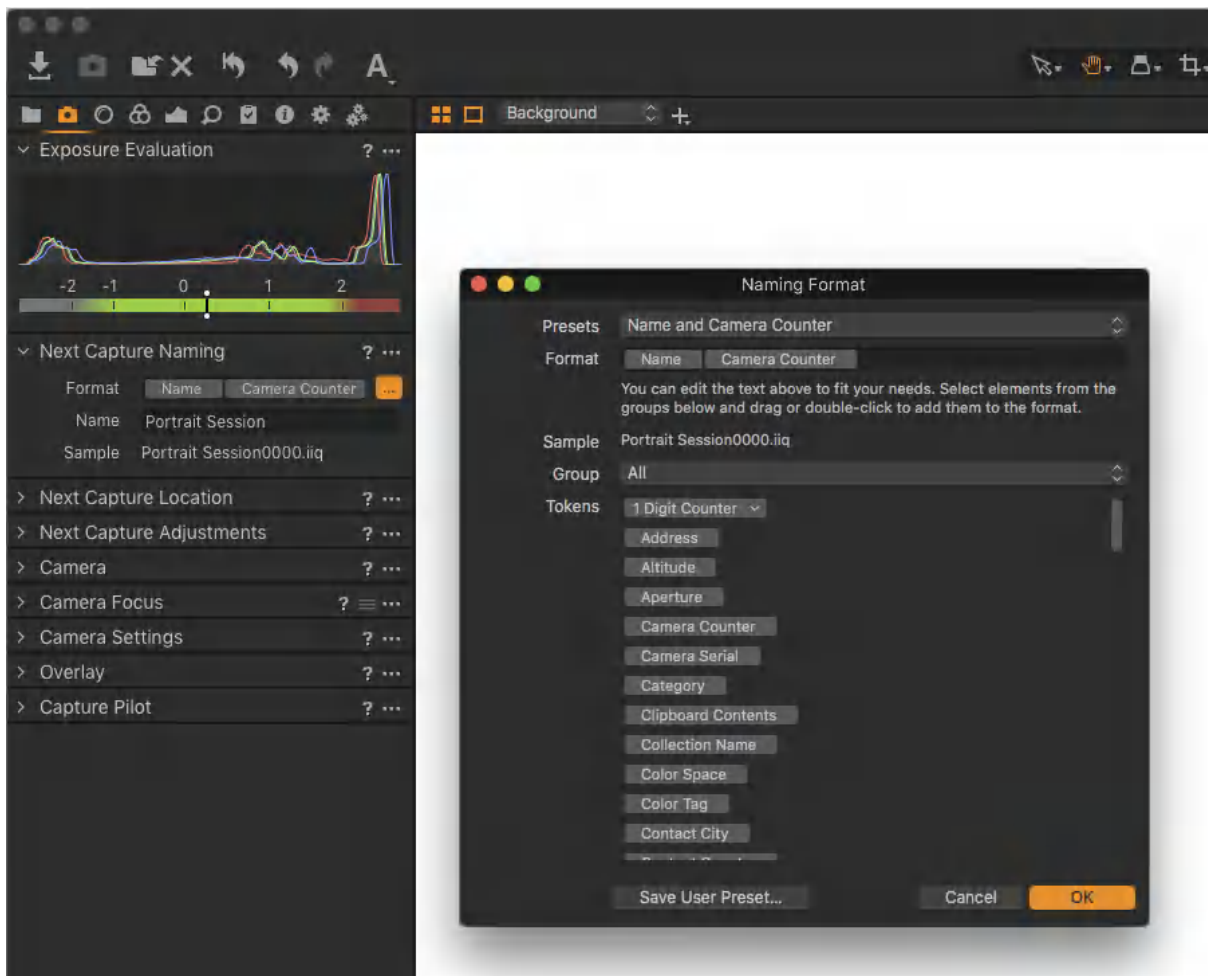 A
Background
Exposure Evaluation ? ...
-2 -1 0 1 2
Next Capture Naming ? ...
Format Name Camera Counter ...
Name Portrait Session
Sample Portrait Session0000.iiq
Next Capture Location ? ...
Next Capture Adjustments ? ...
Camera ? ...
Camera Focus ? ...
Camera Settings ? ...
Overlay ? ...
Capture Pilot ? ...
Naming Format
Presets Name and Camera Counter
Format Name Camera Counter
You can edit the text above to fit your needs. Select elements from the
groups below and drag or double-click to add them to the format.
Sample Portrait Session0000.iiq
Group All
Tokens 1 Digit Counter
Address
Altitude
Aperture
Camera Counter
Camera Serial
Category
Clipboard Contents
Collection Name
Color Space
Color Tag
Contact City
Save User Preset... Cancel OK